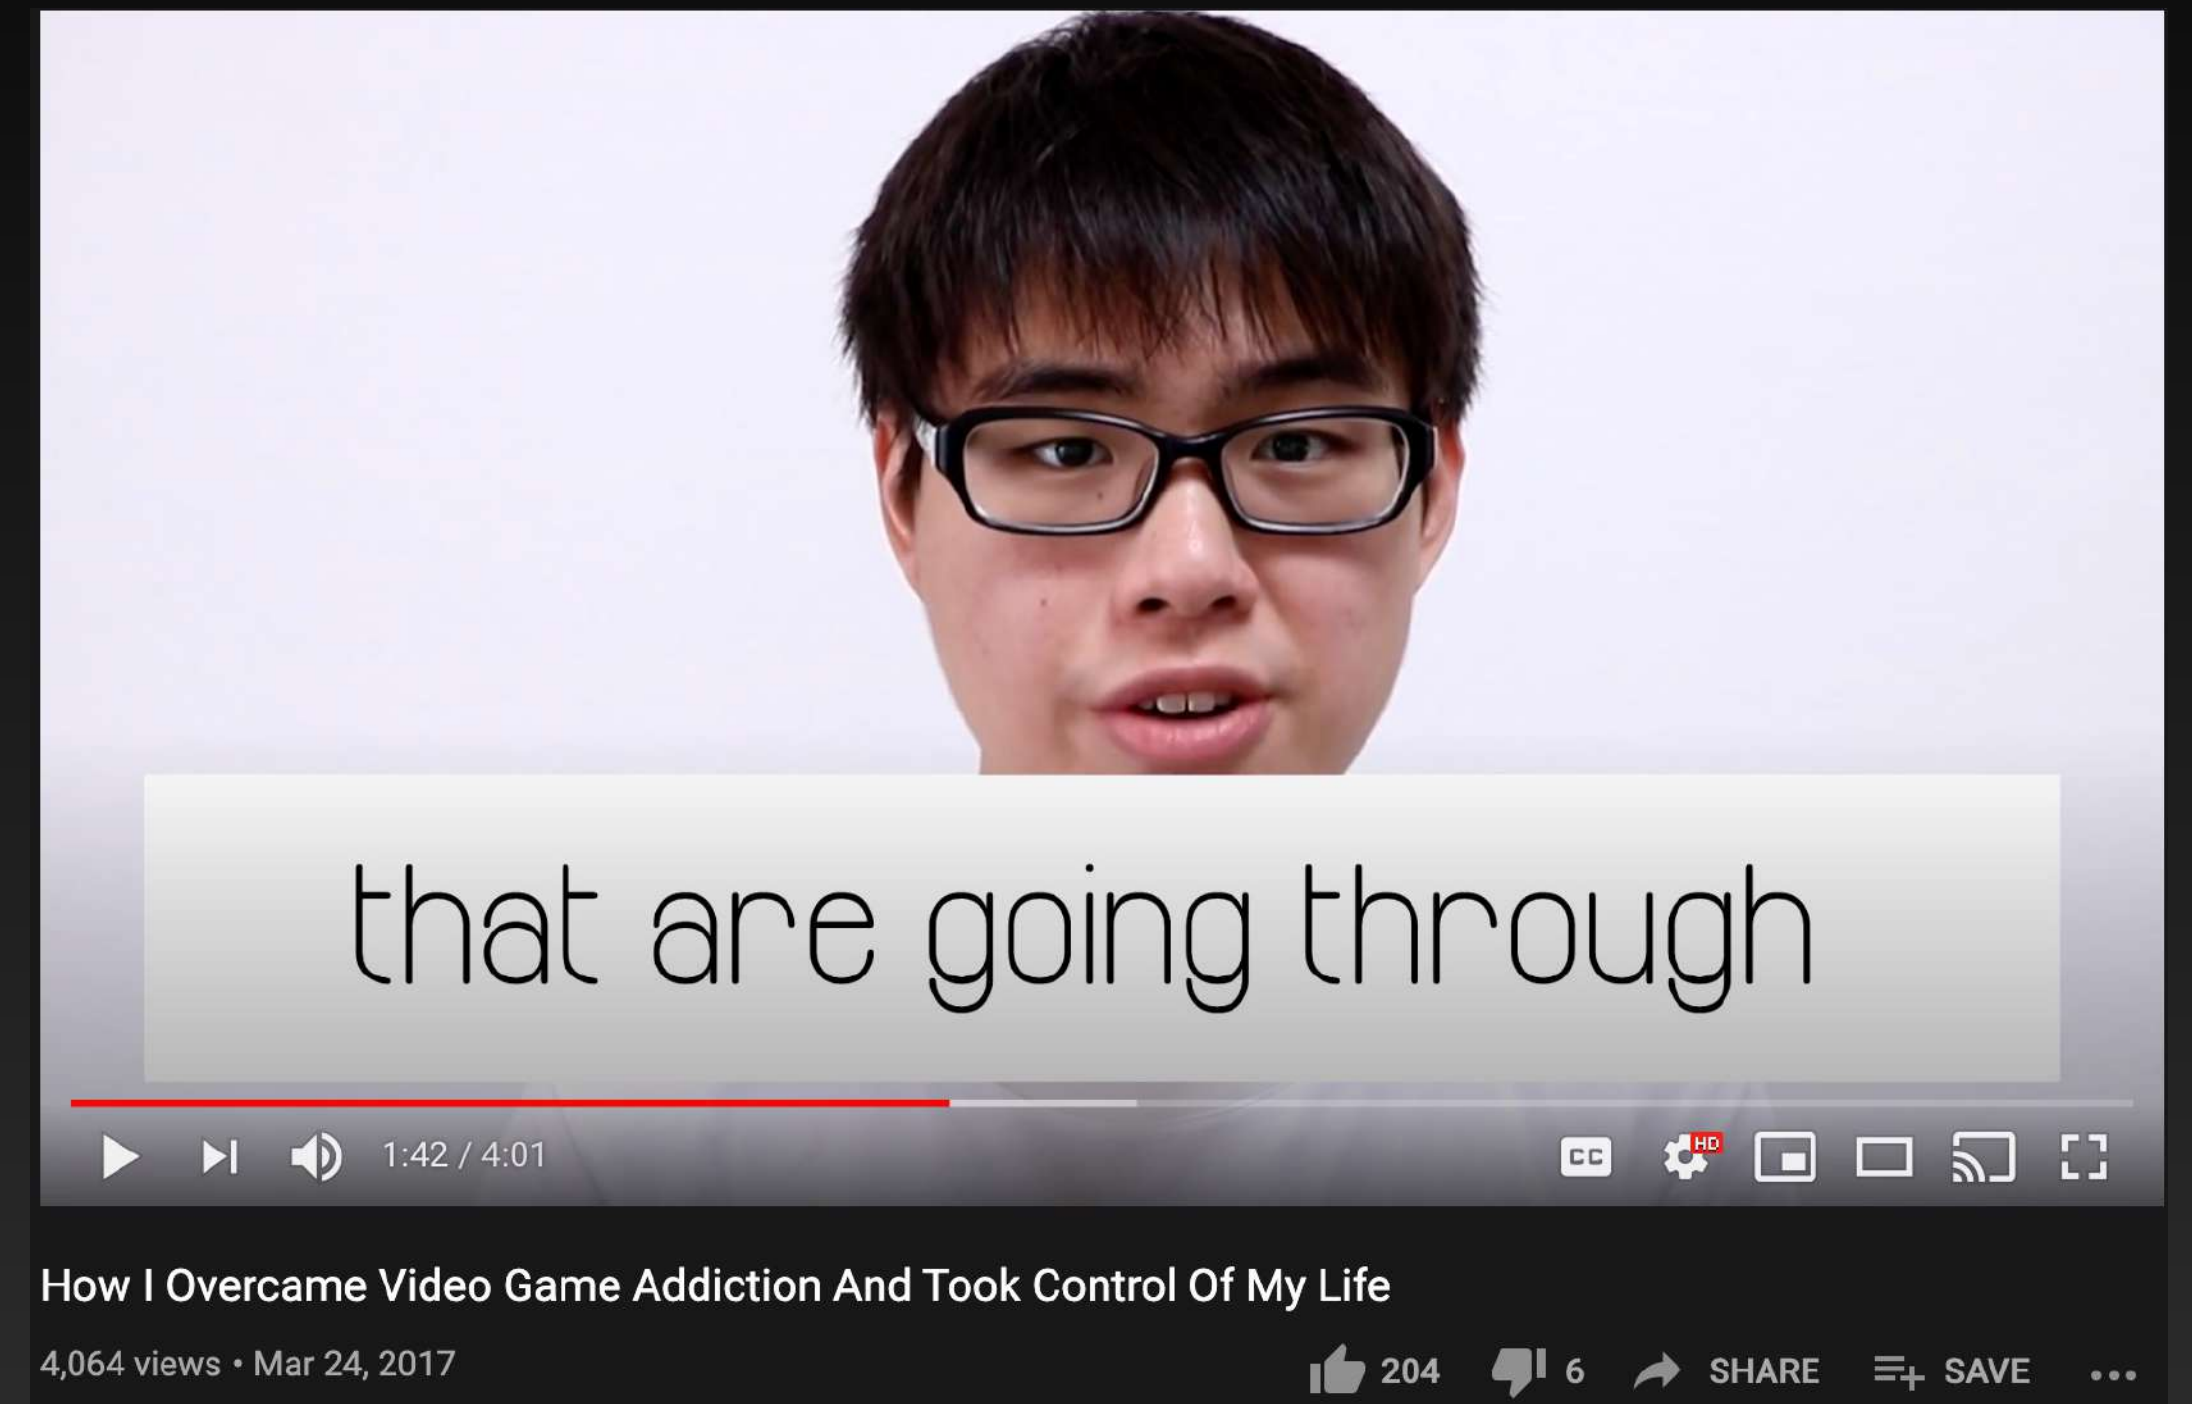 that are going through
1:42 / 4:01
CC
HD
How I Overcame Video Game Addiction And Took Control Of My Life
4,064 views • Mar 24, 2017
204
6
SHARE
SAVE